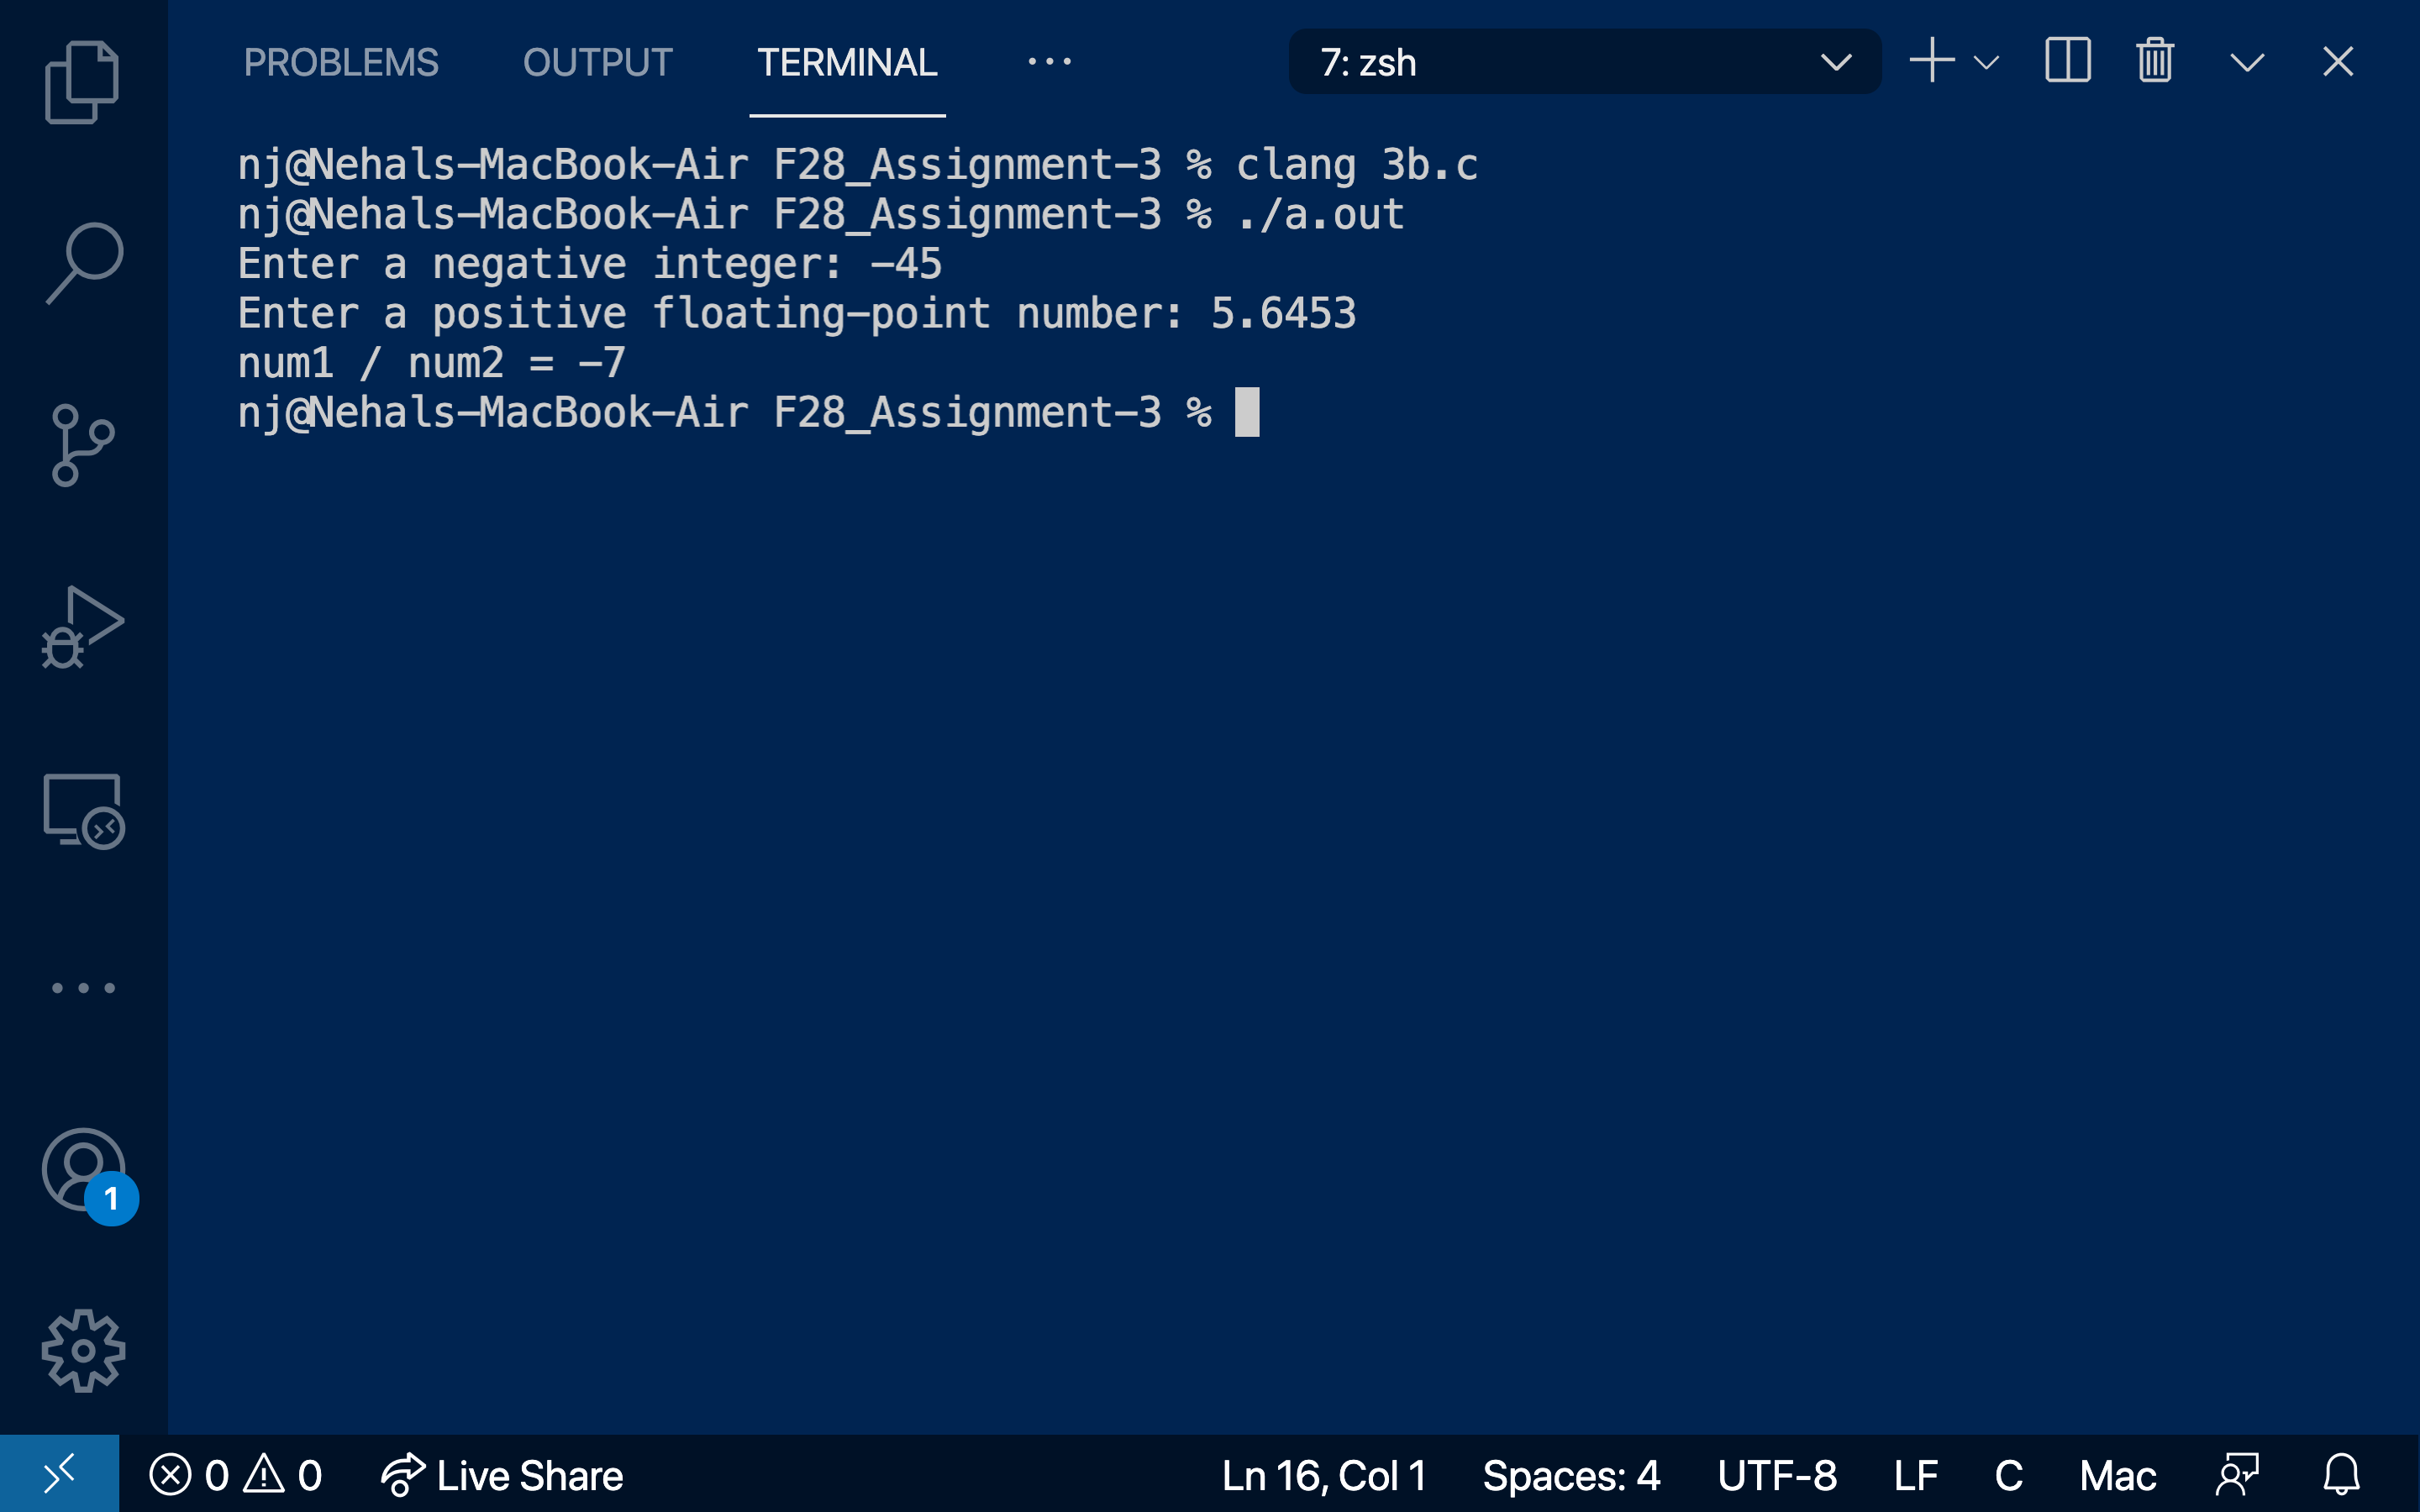 PROBLEMS OUTPUT TERMINAL ··· 7: zsh
nj@Nehals-MacBook-Air F28_Assignment-3 % clang 3b.c
nj@Nehals-MacBook-Air F28_Assignment-3 % ./a.out
Enter a negative integer: -45
Enter a positive floating-point number: 5.6453
num1 / num2 = -7
nj@Nehals-MacBook-Air F28_Assignment-3 %
1
0 0 Live Share Ln 16, Col 1 Spaces: 4 UTF-8 LF C Mac